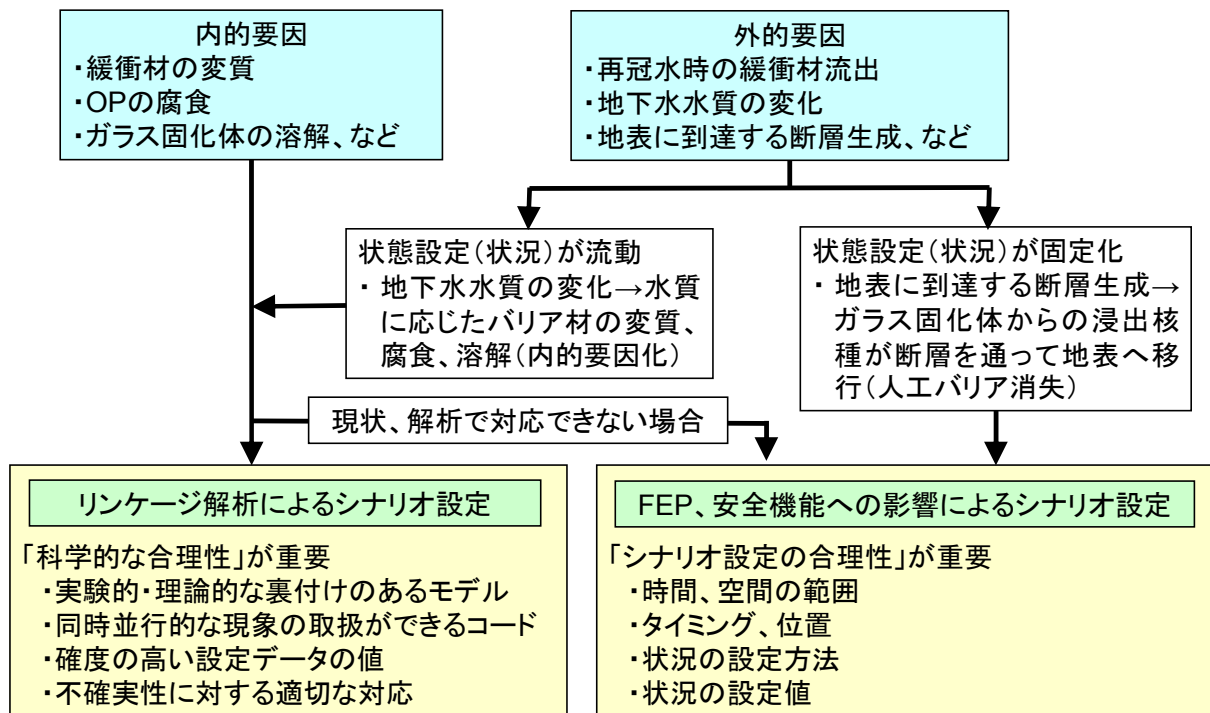 内的要因
・緩衝材の変質
・OPの腐食
・ガラス固化体の溶解、など
外的要因
・再冠水時の緩衝材流出
・地下水水質の変化
・地表に到達する断層生成、など
状態設定(状況)が流動
・ 地下水水質の変化→水質
に応じたバリア材の変質、
腐食、溶解(内的要因化)
状態設定(状況)が固定化
・ 地表に到達する断層生成→
ガラス固化体からの浸出核
種が断層を通って地表へ移
行(人工バリア消失)
現状、解析で対応できない場合
リンケージ解析によるシナリオ設定
「科学的な合理性」が重要
・実験的・理論的な裏付けのあるモデル
・同時並行的な現象の取扱ができるコード
・確度の高い設定データの値
・不確実性に対する適切な対応
FEP、安全機能への影響によるシナリオ設定
「シナリオ設定の合理性」が重要
・時間、空間の範囲
・タイミング、位置
・状況の設定方法
・状況の設定値